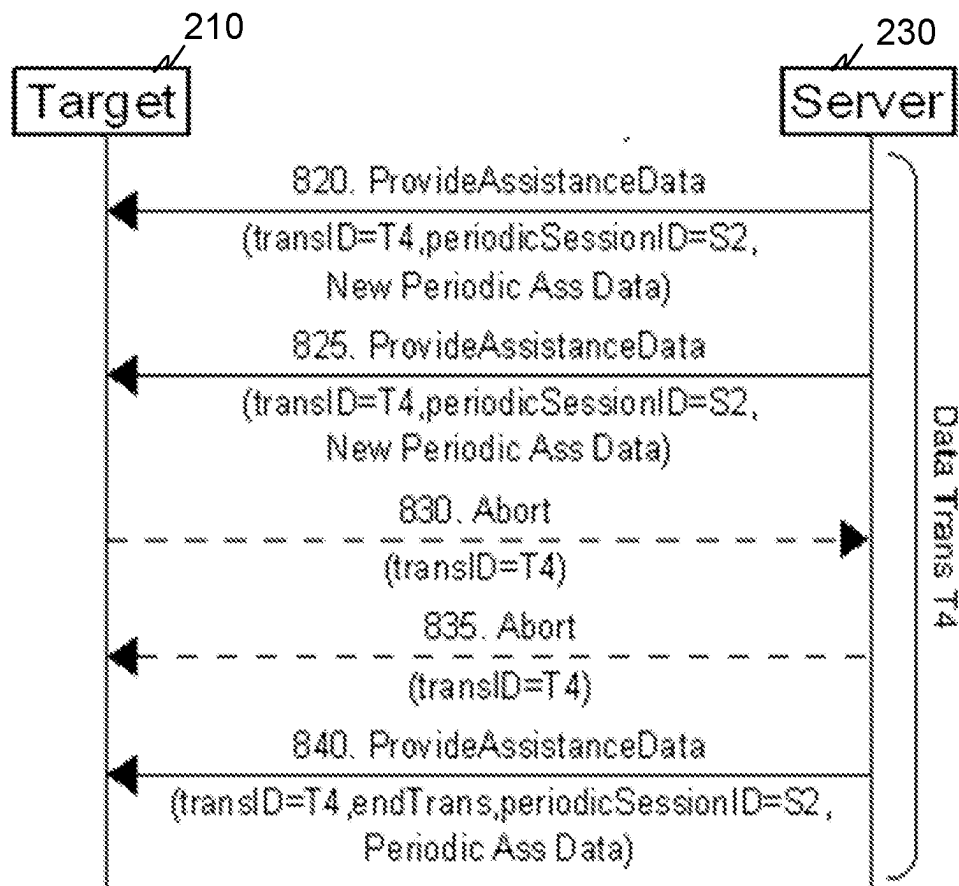 210
230
Target
Server
820. ProvideAssistanceData
(transID=T4,periodicSessionID=S2,
New Periodic Ass Data)
825. ProvideAssistanceData
(transID=T4,periodicSessionID=S2,
New Periodic Ass Data)
830. Abort
(transID=T4)
835. Abort
(transID=T4)
840. ProvideAssistanceData
(transID=T4,endTrans,periodicSessionID=S2,
Periodic Ass Data)
Data Trans T4